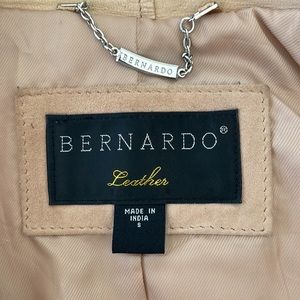 BERNARDO
BERNARDO®
Leather
MADE IN
INDIA
S